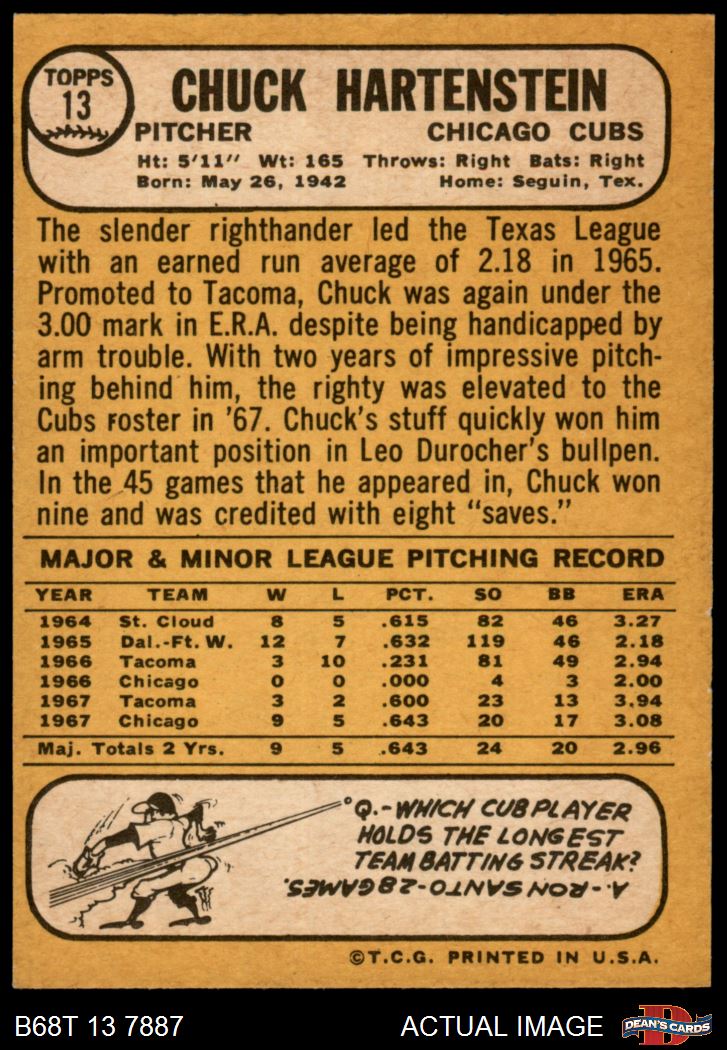 TOPPS
13
CHUCK HARTENSTEIN
PITCHER CHICAGO CUBS
Ht: 5'11" Wt: 165 Throws: Right Bats: Right
Born: May 26, 1942 Home: Seguin, Tex.
The slender righthander led the Texas League
with an earned run average of 2.18 in 1965.
Promoted to Tacoma, Chuck was again under the
3.00 mark in E.R.A. despite being handicapped by
arm trouble. With two years of impressive pitch-
ing behind him, the righty was elevated to the
Cubs roster in '67. Chuck's stuff quickly won him
an important position in Leo Durocher's bullpen.
In the 45 games that he appeared in, Chuck won
nine and was credited with eight "saves."
MAJOR & MINOR LEAGUE PITCHING RECORD
YEAR TEAM W L PCT. SO BB ERA
1964 St. Cloud 8 5 .615 82 46 3.27
1965 Dal.-Ft. W. 12 7 .632 119 46 2.18
1966 Tacoma 3 10 .231 81 49 2.94
1966 Chicago 0 0 .000 4 3 2.00
1967 Tacoma 3 2 .600 23 13 3.94
1967 Chicago 9 5 .643 20 17 3.08
Maj. Totals 2 Yrs. 9 5 .643 24 20 2.96
Q.-WHICH CUB PLAYER
HOLDS THE LONGEST
TEAM BATTING STREAK?
A.-RON SANTO-28 GAMES.
©T.C.G. PRINTED IN U.S.A.
B68T 13 7887 ACTUAL IMAGE
D
DEAN'S CARDS